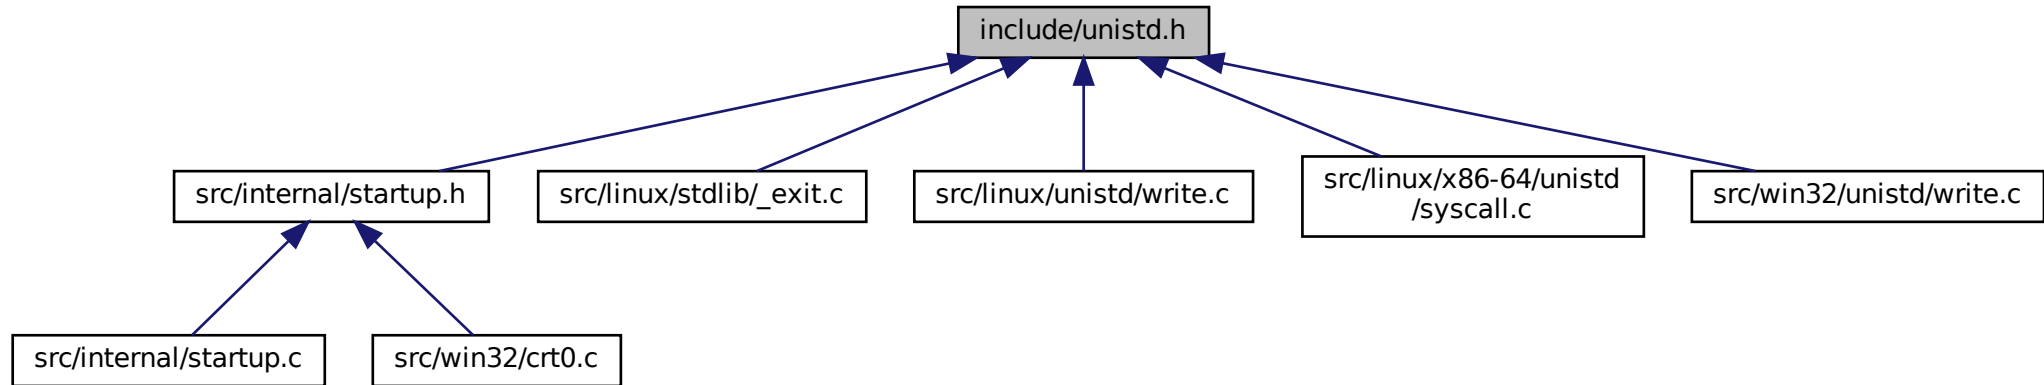 include/unistd.h
src/internal/startup.h
src/linux/stdlib/_exit.c
src/linux/unistd/write.c
src/linux/x86-64/unistd
/syscall.c
src/win32/unistd/write.c
src/internal/startup.c
src/win32/crt0.c